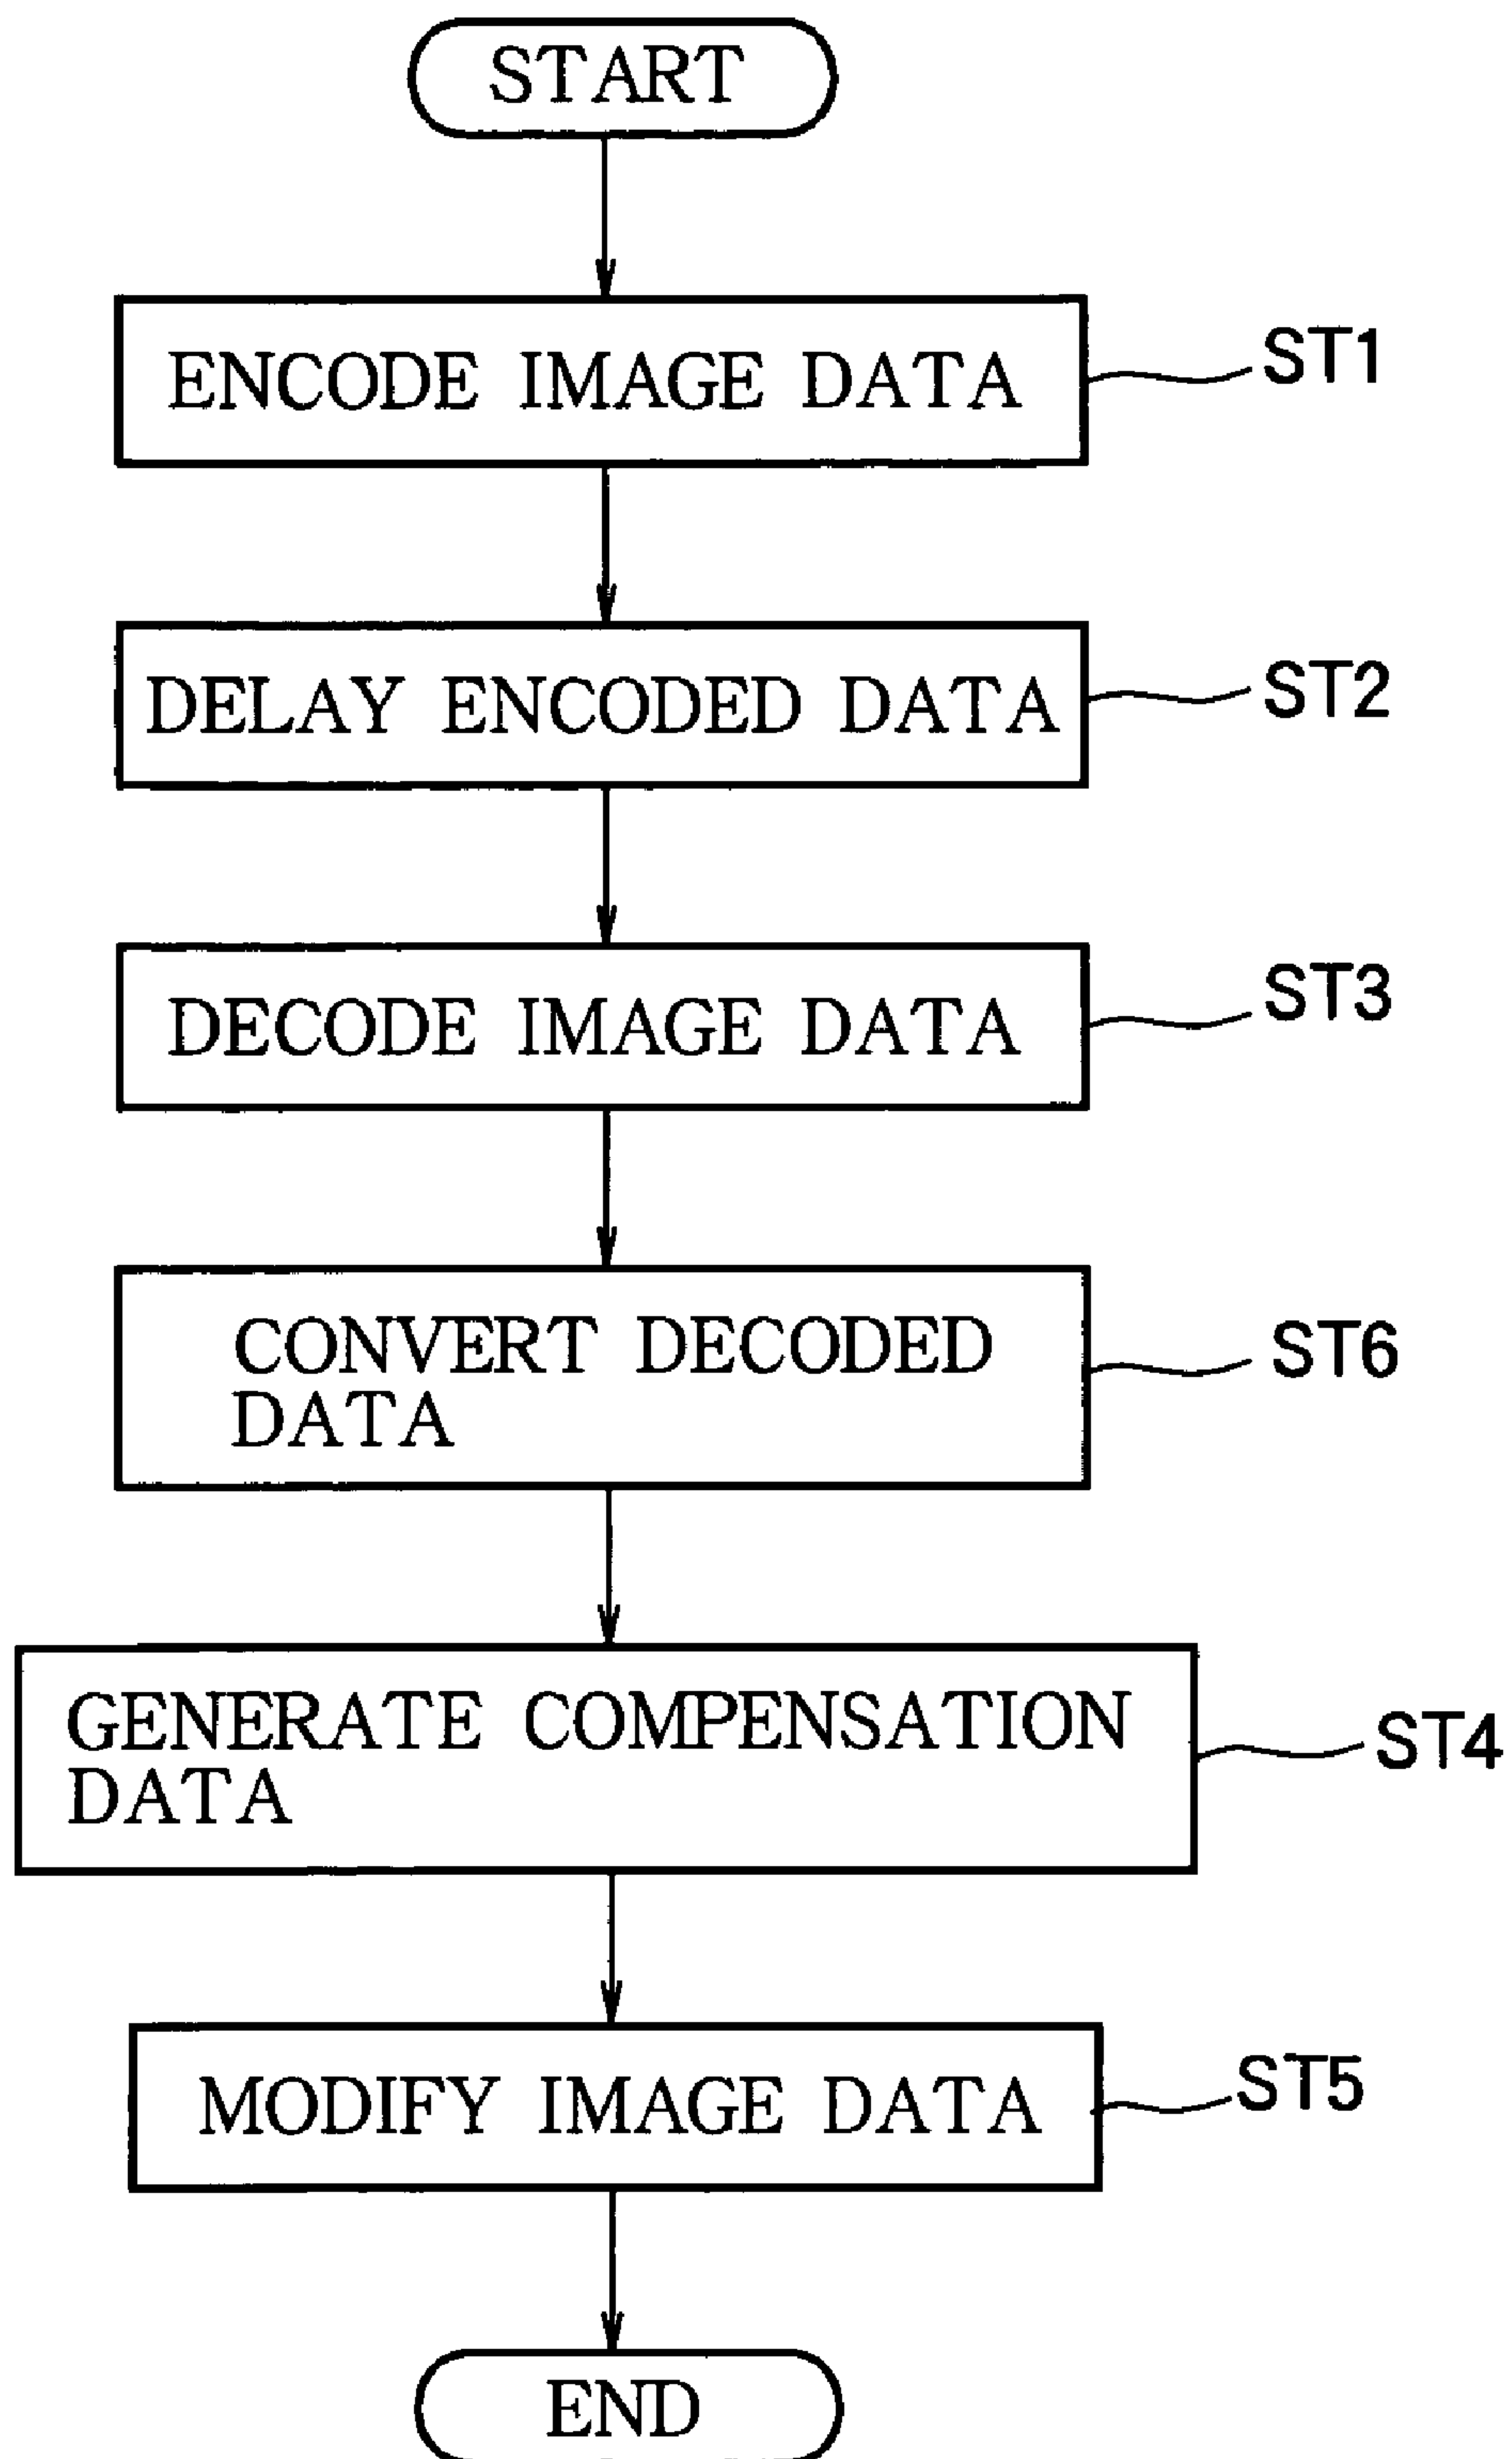 START
ENCODE IMAGE DATA
ST1
DELAY ENCODED DATA
ST2
DECODE IMAGE DATA
ST3
CONVERT DECODED
DATA
ST6
GENERATE COMPENSATION
DATA
ST4
MODIFY IMAGE DATA
ST5
END